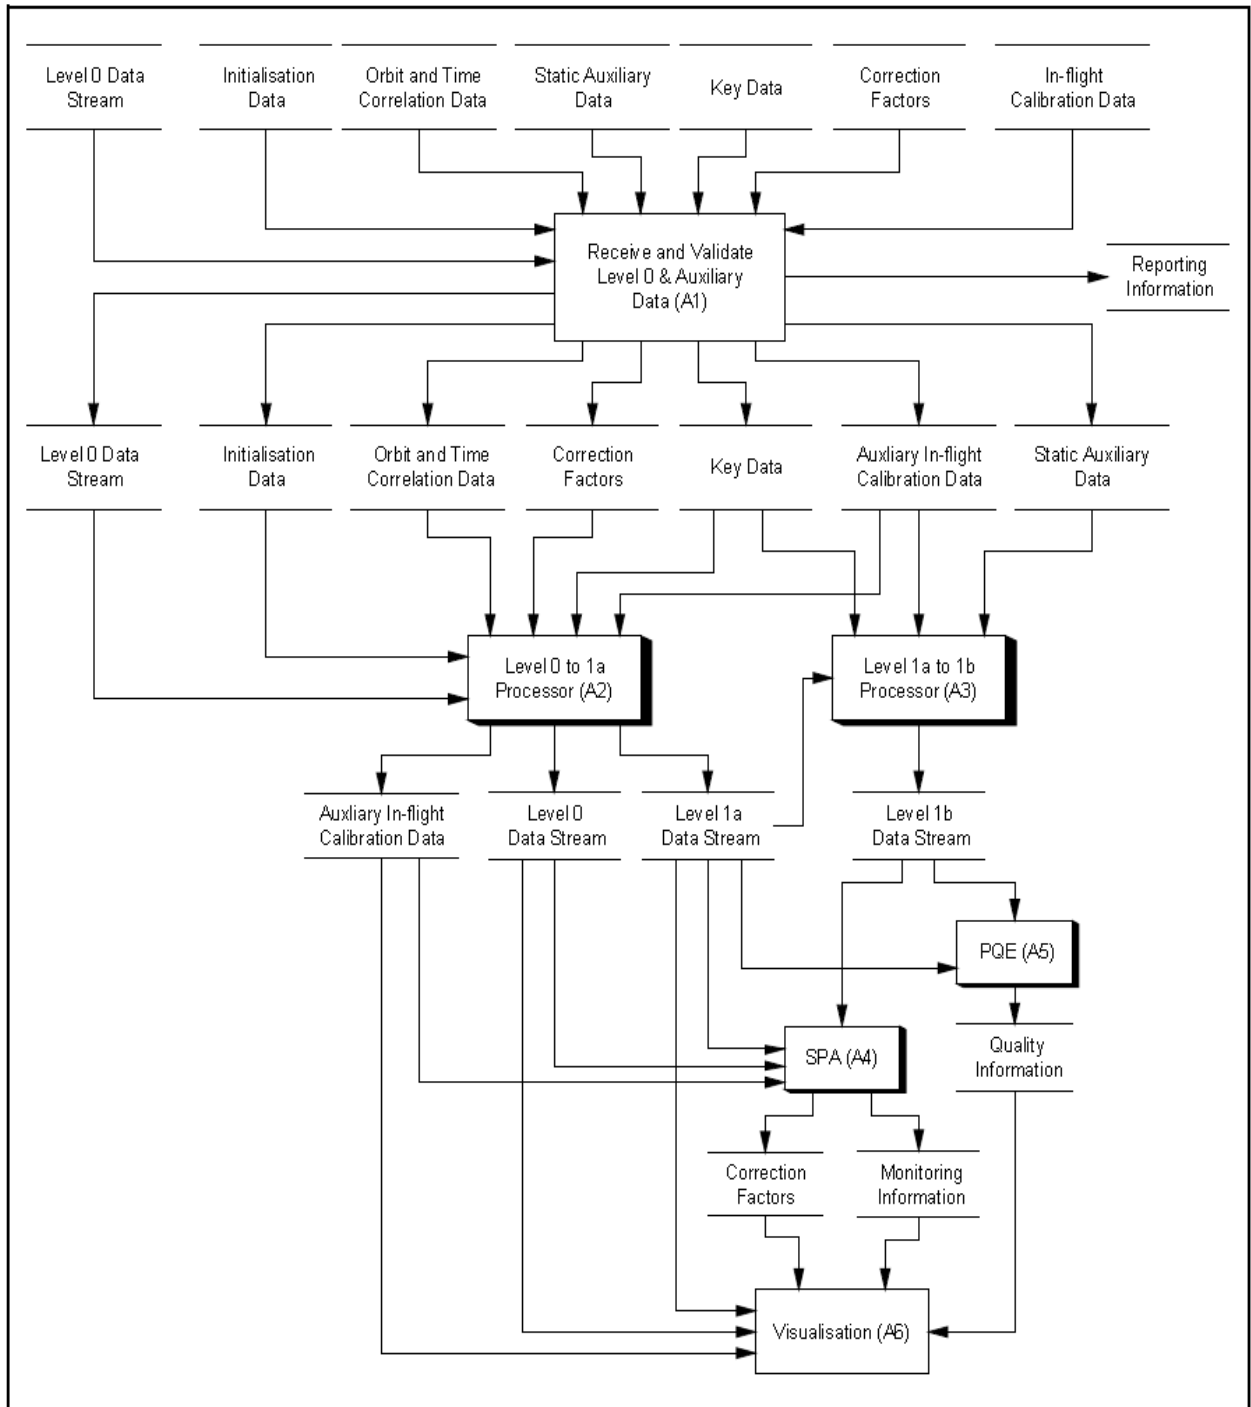 Level 0 Data
Stream
Initialisation
Data
Orbit and Time
Correlation Data
Static Auxiliary
Data
Key Data
Correction
Factors
In-flight
Calibration Data
Receive and Validate
Level 0 & Auxiliary
Data (A1)
Reporting
Information
Level 0 Data
Stream
Initialisation
Data
Orbit and Time
Correlation Data
Correction
Factors
Key Data
Auxliary In-flight
Calibration Data
Static Auxiliary
Data
Level 0 to 1a
Processor (A2)
Level 1a to 1b
Processor (A3)
Auxliary In-flight
Calibration Data
Level 0
Data Stream
Level 1a
Data Stream
Level 1b
Data Stream
PQE (A5)
SPA (A4)
Quality
Information
Correction
Factors
Monitoring
Information
Visualisation (A6)